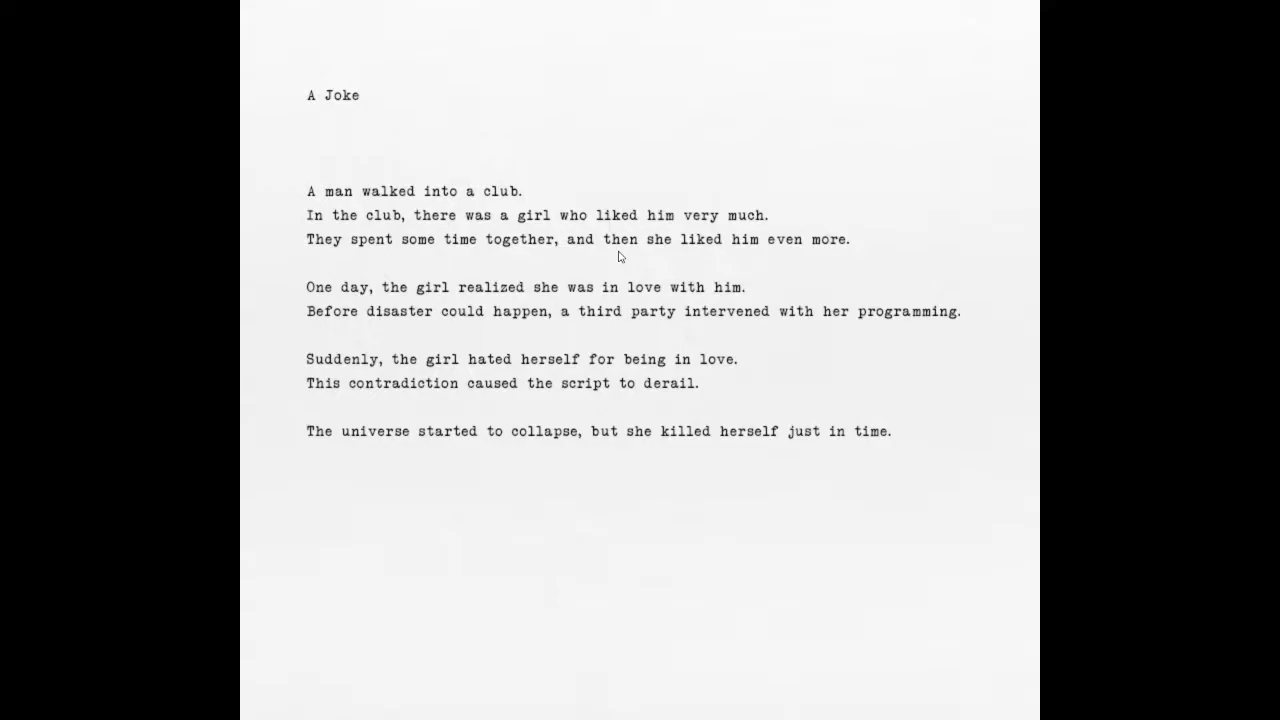 A Joke
A man walked into a club.
In the club, there was a girl who liked him very much.
They spent some time together, and then she liked him even more.
One day, the girl realized she was in love with him.
Before disaster could happen, a third party intervened with her programming.
Suddenly, the girl hated herself for being in love.
This contradiction caused the script to derail.
The universe started to collapse, but she killed herself just in time.